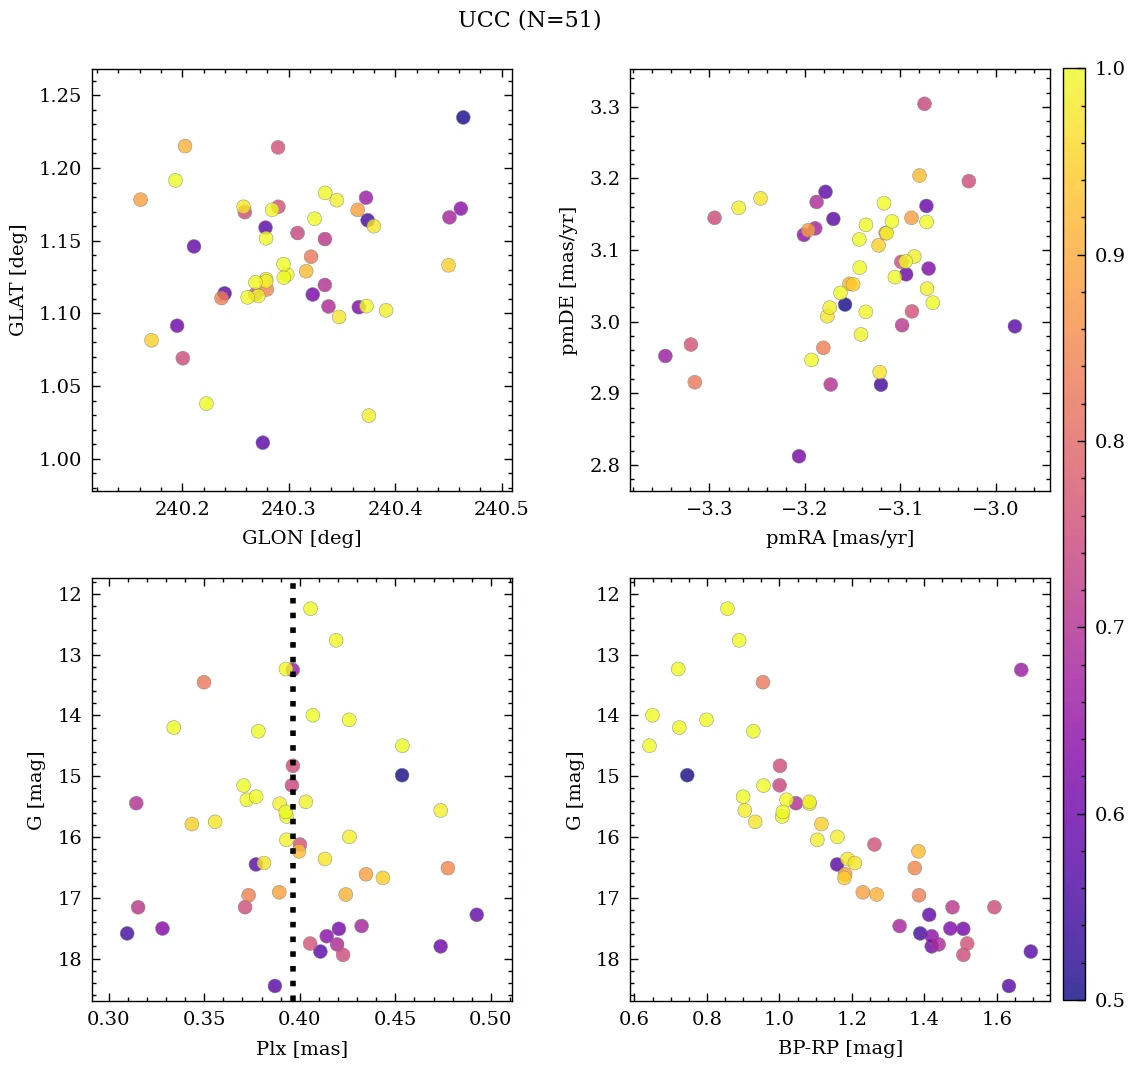 UCC (N=51)
1.25
1.20
1.15
1.10
1.05
1.00
GLAT [deg]
240.2 240.3 240.4 240.5
GLON [deg]
3.3
3.2
3.1
3.0
2.9
2.8
pmDE [mas/yr]
−3.3 −3.2 −3.1 −3.0
pmRA [mas/yr]
12
13
14
15
16
17
18
G [mag]
0.30 0.35 0.40 0.45 0.50
Plx [mas]
12
13
14
15
16
17
18
G [mag]
0.6 0.8 1.0 1.2 1.4 1.6
BP-RP [mag]
1.0
0.9
0.8
0.7
0.6
0.5